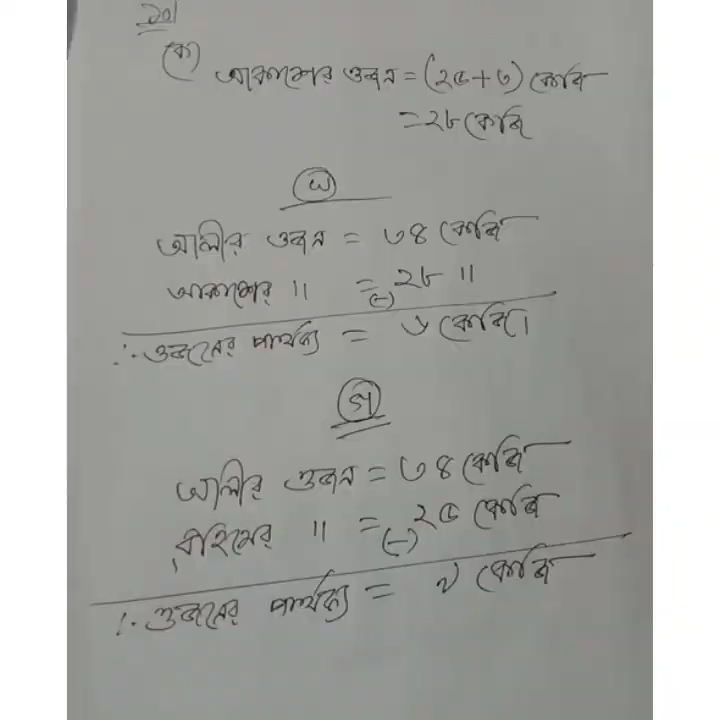 ১০।
(ক) আকাশের ওজন = (২৫+৩) কেজি
= ২৮ কেজি
(খ)
আলীর ওজন = ৩৪ কেজি
আকাশের " = (-) ২৮ "
∴ ওজনের পার্থক্য = ৬ কেজি।
(গ)
আলীর ওজন = ৩৪ কেজি
রহিমের " = (-) ২৫ কেজি
∴ ওজনের পার্থক্য = ৯ কেজি